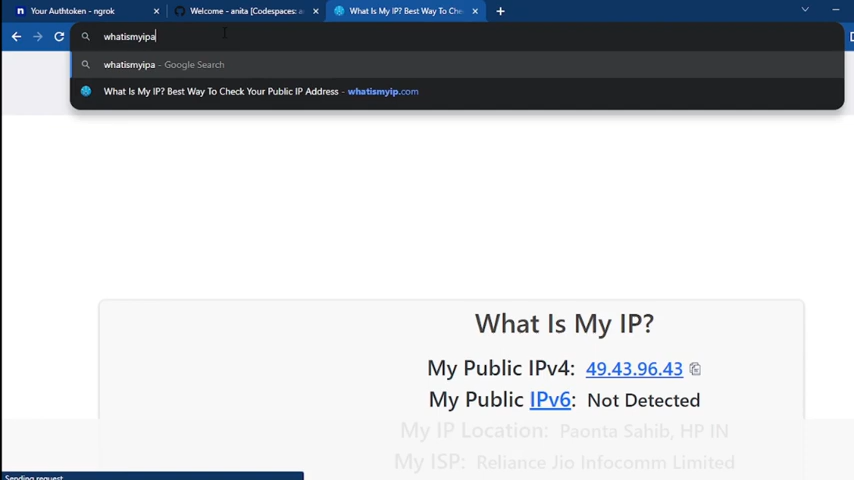 Your Authtoken - ngrok
Welcome - anita [Codespaces:
What Is My IP? Best Way To Che
whatismyipa
whatismyipa - Google Search
What Is My IP? Best Way To Check Your Public IP Address - whatismyip.com
What Is My IP?
My Public IPv4: 49.43.96.43
My Public IPv6: Not Detected
My IP Location: Paonta Sahib, HP IN
My ISP: Reliance Jio Infocomm Limited
Sending request